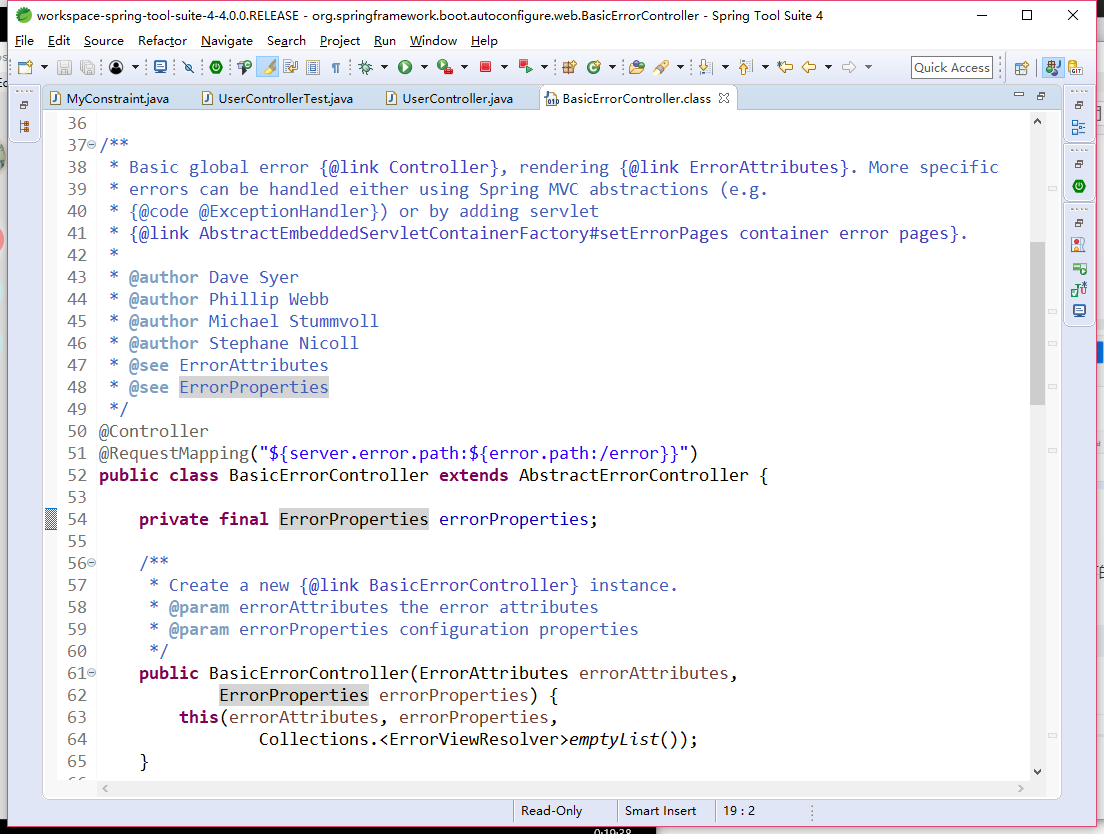 workspace-spring-tool-suite-4-4.0.0.RELEASE - org.springframework.boot.autoconfigure.web.BasicErrorController - Spring Tool Suite 4
File Edit Source Refactor Navigate Search Project Run Window Help
Quick Access
MyConstraint.java UserControllerTest.java UserController.java BasicErrorController.class
36
37 /**
38 * Basic global error {@link Controller}, rendering {@link ErrorAttributes}. More specific
39 * errors can be handled either using Spring MVC abstractions (e.g.
40 * {@code @ExceptionHandler}) or by adding servlet
41 * {@link AbstractEmbeddedServletContainerFactory#setErrorPages container error pages}.
42 *
43 * @author Dave Syer
44 * @author Phillip Webb
45 * @author Michael Stummvoll
46 * @author Stephane Nicoll
47 * @see ErrorAttributes
48 * @see ErrorProperties
49 */
50 @Controller
51 @RequestMapping("${server.error.path:${error.path:/error}}")
52 public class BasicErrorController extends AbstractErrorController {
53
54 private final ErrorProperties errorProperties;
55
56 /**
57 * Create a new {@link BasicErrorController} instance.
58 * @param errorAttributes the error attributes
59 * @param errorProperties configuration properties
60 */
61 public BasicErrorController(ErrorAttributes errorAttributes,
62 ErrorProperties errorProperties) {
63 this(errorAttributes, errorProperties,
64 Collections.<ErrorViewResolver>emptyList());
65 }
Read-Only Smart Insert 19 : 2
0:19:38